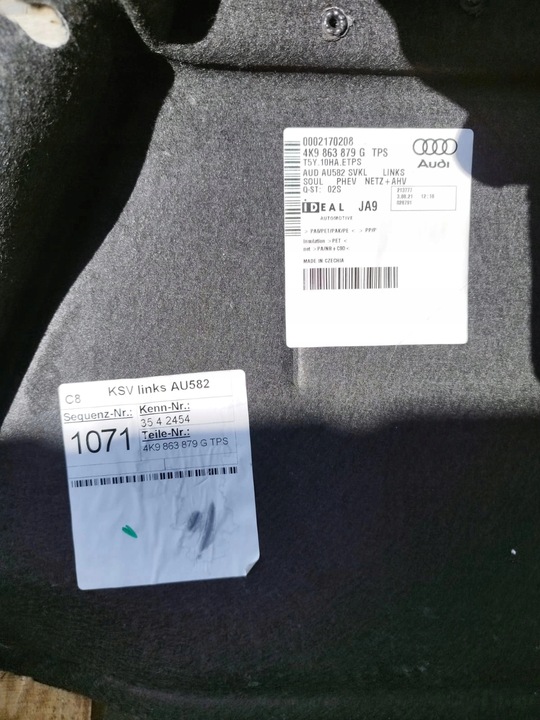 0002170208
4K9 863 879 G TPS
T5Y.10HA.ETPS
AUD AU582 SVKL LINKS
SOUL PHEV NETZ+AHV
Q-ST: 02S
Audi
IDEAL JA9
AUTOMOTIVE
MADE IN CZECHIA
C8 KSV links AU582
Sequenz-Nr.: Kenn-Nr.:
1071 35.4.2454
Teile-Nr.:
4K9 863 879 G TPS